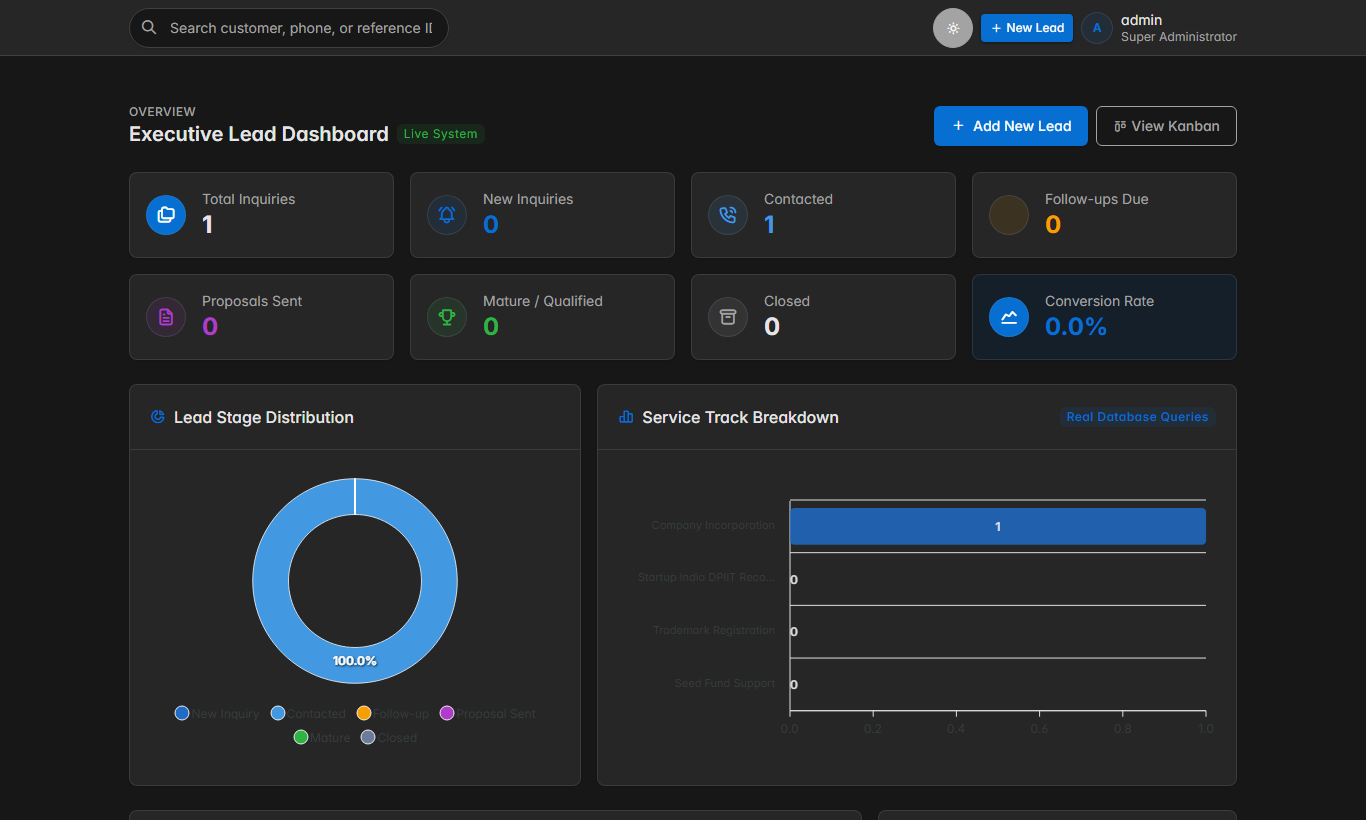 Search customer, phone, or reference ID
+ New Lead
A
admin
Super Administrator
OVERVIEW
Executive Lead Dashboard
Live System
+ Add New Lead
View Kanban
Total Inquiries
1
New Inquiries
0
Contacted
1
Follow-ups Due
0
Proposals Sent
0
Mature / Qualified
0
Closed
0
Conversion Rate
0.0%
Lead Stage Distribution
100.0%
New Inquiry
Contacted
Follow-up
Proposal Sent
Mature
Closed
Service Track Breakdown
Real Database Queries
Company Incorporation
1
Startup India DPIIT Reco...
0
Trademark Registration
0
Seed Fund Support
0
0.0 0.2 0.4 0.6 0.8 1.0